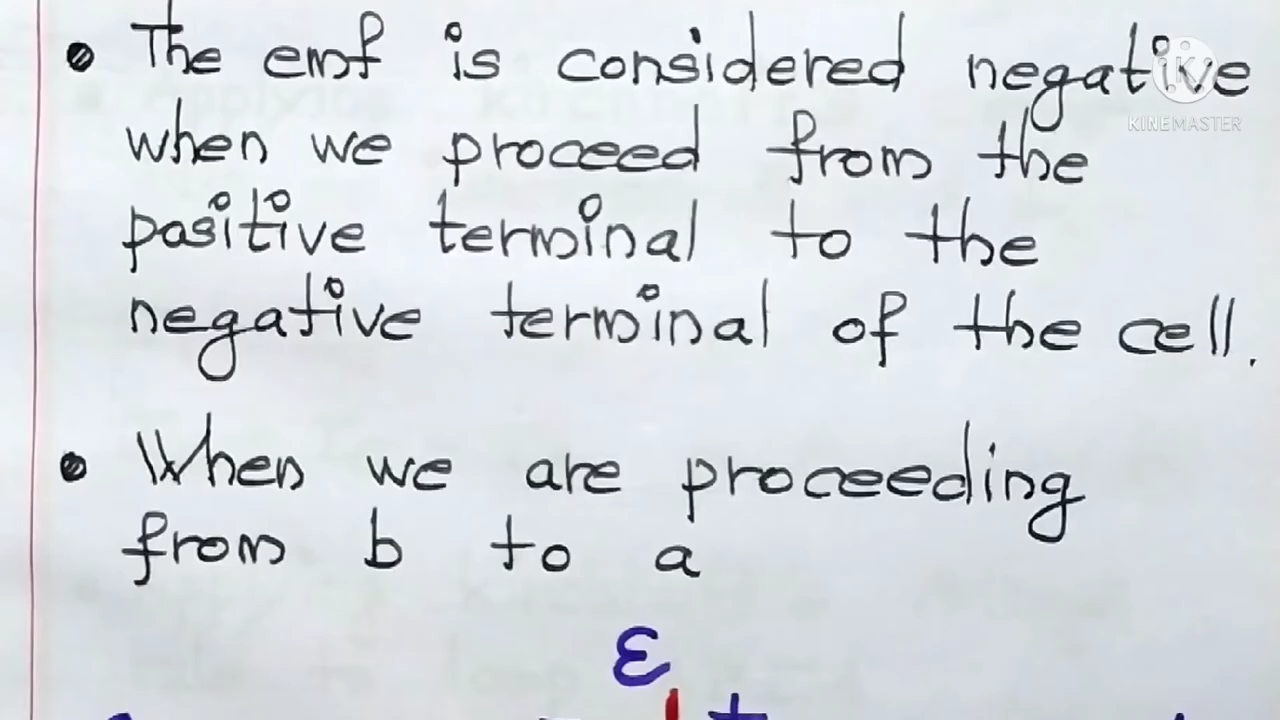 • The emf is considered negative
when we proceed from the
positive terminal to the
negative terminal of the cell.
• When we are proceeding
from b to a
ε
+
KINEMASTER